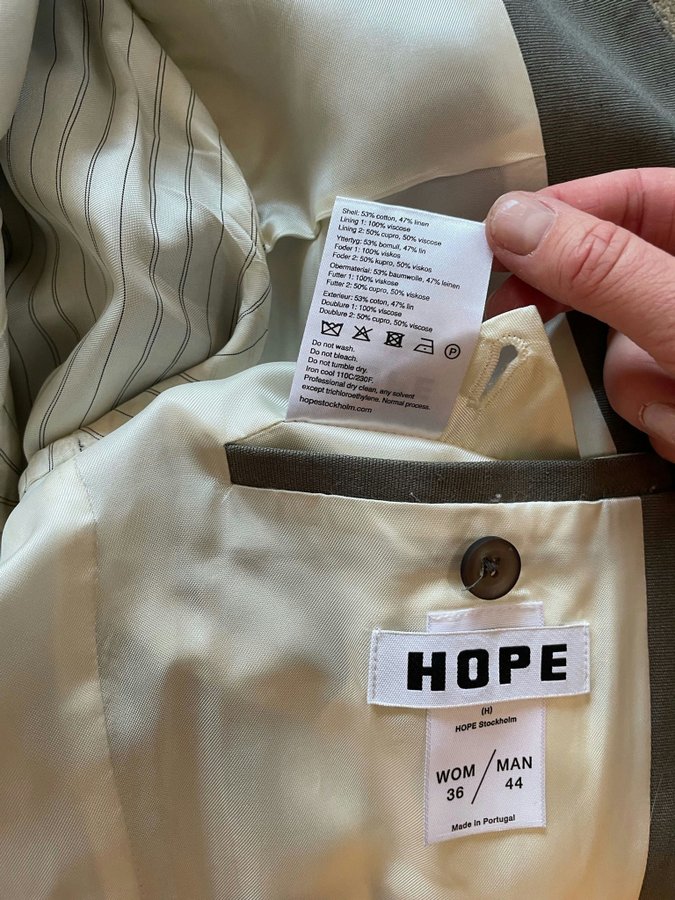 Shell: 53% cotton, 47% linen
Lining 1: 100% viscose
Lining 2: 50% cupro, 50% viscose
Yttertyg: 53% bomull, 47% lin
Foder 1: 100% viskos
Foder 2: 50% kupro, 50% viskos
Obermaterial: 53% baumwolle, 47% leinen
Futter 1: 100% viskose
Futter 2: 50% cupro, 50% viskose
Exterieur: 53% coton, 47% lin
Doublure 1: 100% viscose
Doublure 2: 50% cupro, 50% viscose
P
Do not wash.
Do not bleach.
Do not tumble dry.
Iron cool 110C/230F.
Professional dry clean, any solvent
except trichloroethylene. Normal process.
hopestockholm.com
HOPE
(H)
HOPE Stockholm
WOM / MAN
36 44
Made in Portugal